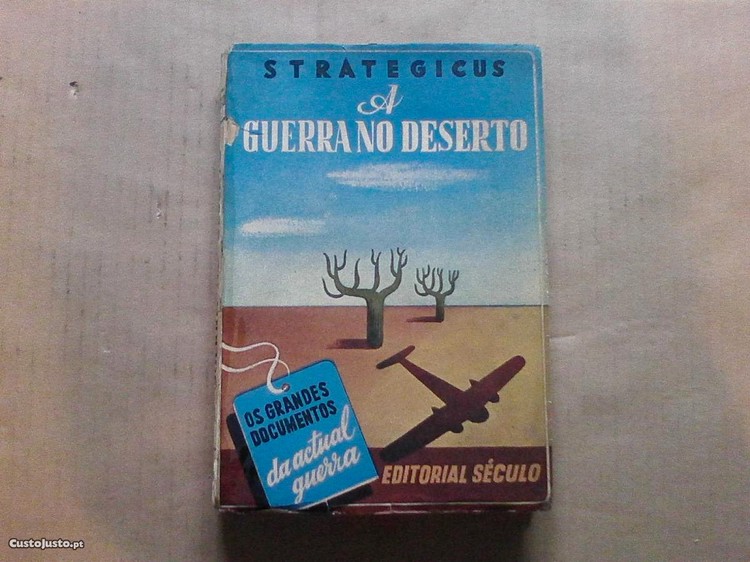 STRATEGICUS
A
GUERRA NO DESERTO
OS GRANDES
DOCUMENTOS
da actual
guerra
EDITORIAL SÉCULO
CustoJusto.pt